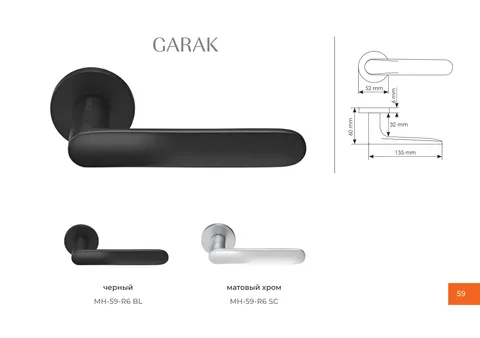 GARAK
52 mm
6 mm
60 mm
32 mm
135 mm
черный
MH-59-R6 BL
матовый хром
MH-59-R6 SC
59